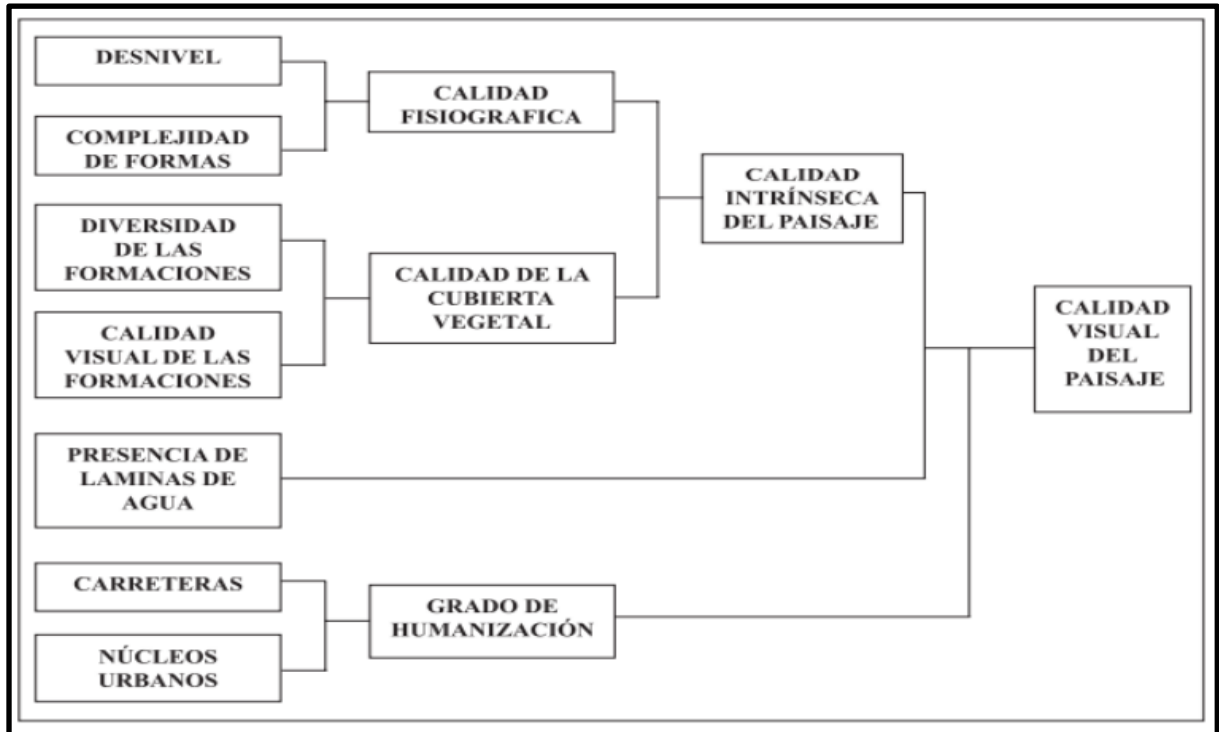 DESNIVEL
COMPLEJIDAD
DE FORMAS
DIVERSIDAD
DE LAS
FORMACIONES
CALIDAD
VISUAL DE LAS
FORMACIONES
PRESENCIA DE
LAMINAS DE
AGUA
CARRETERAS
NÚCLEOS
URBANOS
CALIDAD
FISIOGRAFICA
CALIDAD DE LA
CUBIERTA
VEGETAL
GRADO DE
HUMANIZACIÓN
CALIDAD
INTRÍNSECA
DEL PAISAJE
CALIDAD
VISUAL
DEL
PAISAJE